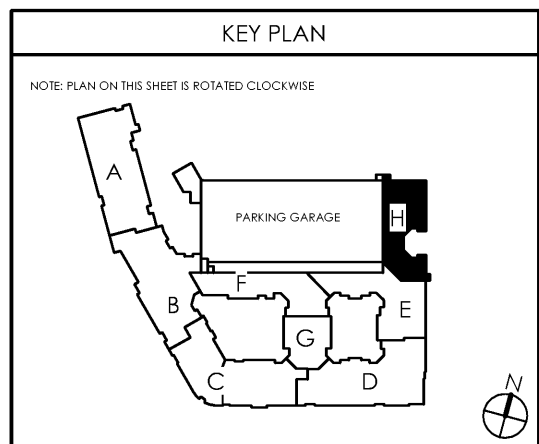 KEY PLAN
NOTE: PLAN ON THIS SHEET IS ROTATED CLOCKWISE
A
PARKING GARAGE
H
F
B
E
G
C
D
N